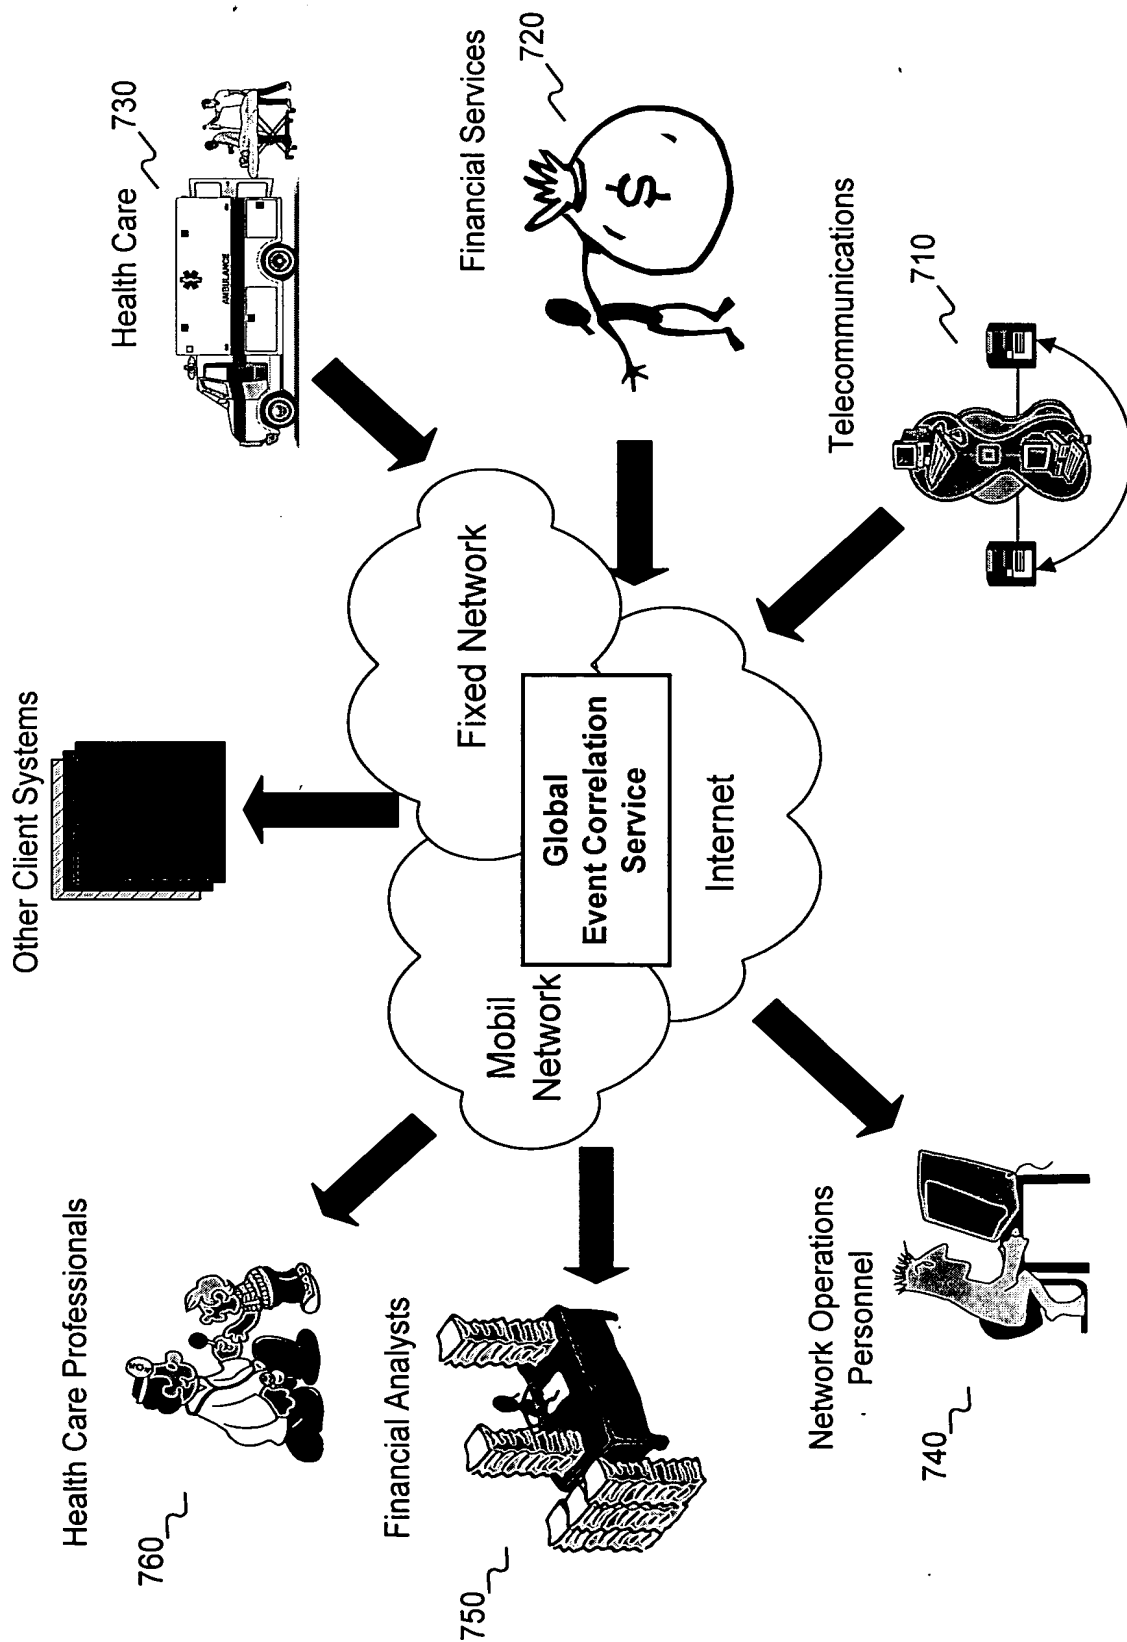 Other Client Systems
Health Care Professionals
Health Care
760
730
AMBULANCE
Financial Analysts
Mobil
Network
Fixed Network
Financial Services
750
720
Global
Event Correlation
Service
$
Internet
Network Operations
Personnel
Telecommunications
740
710